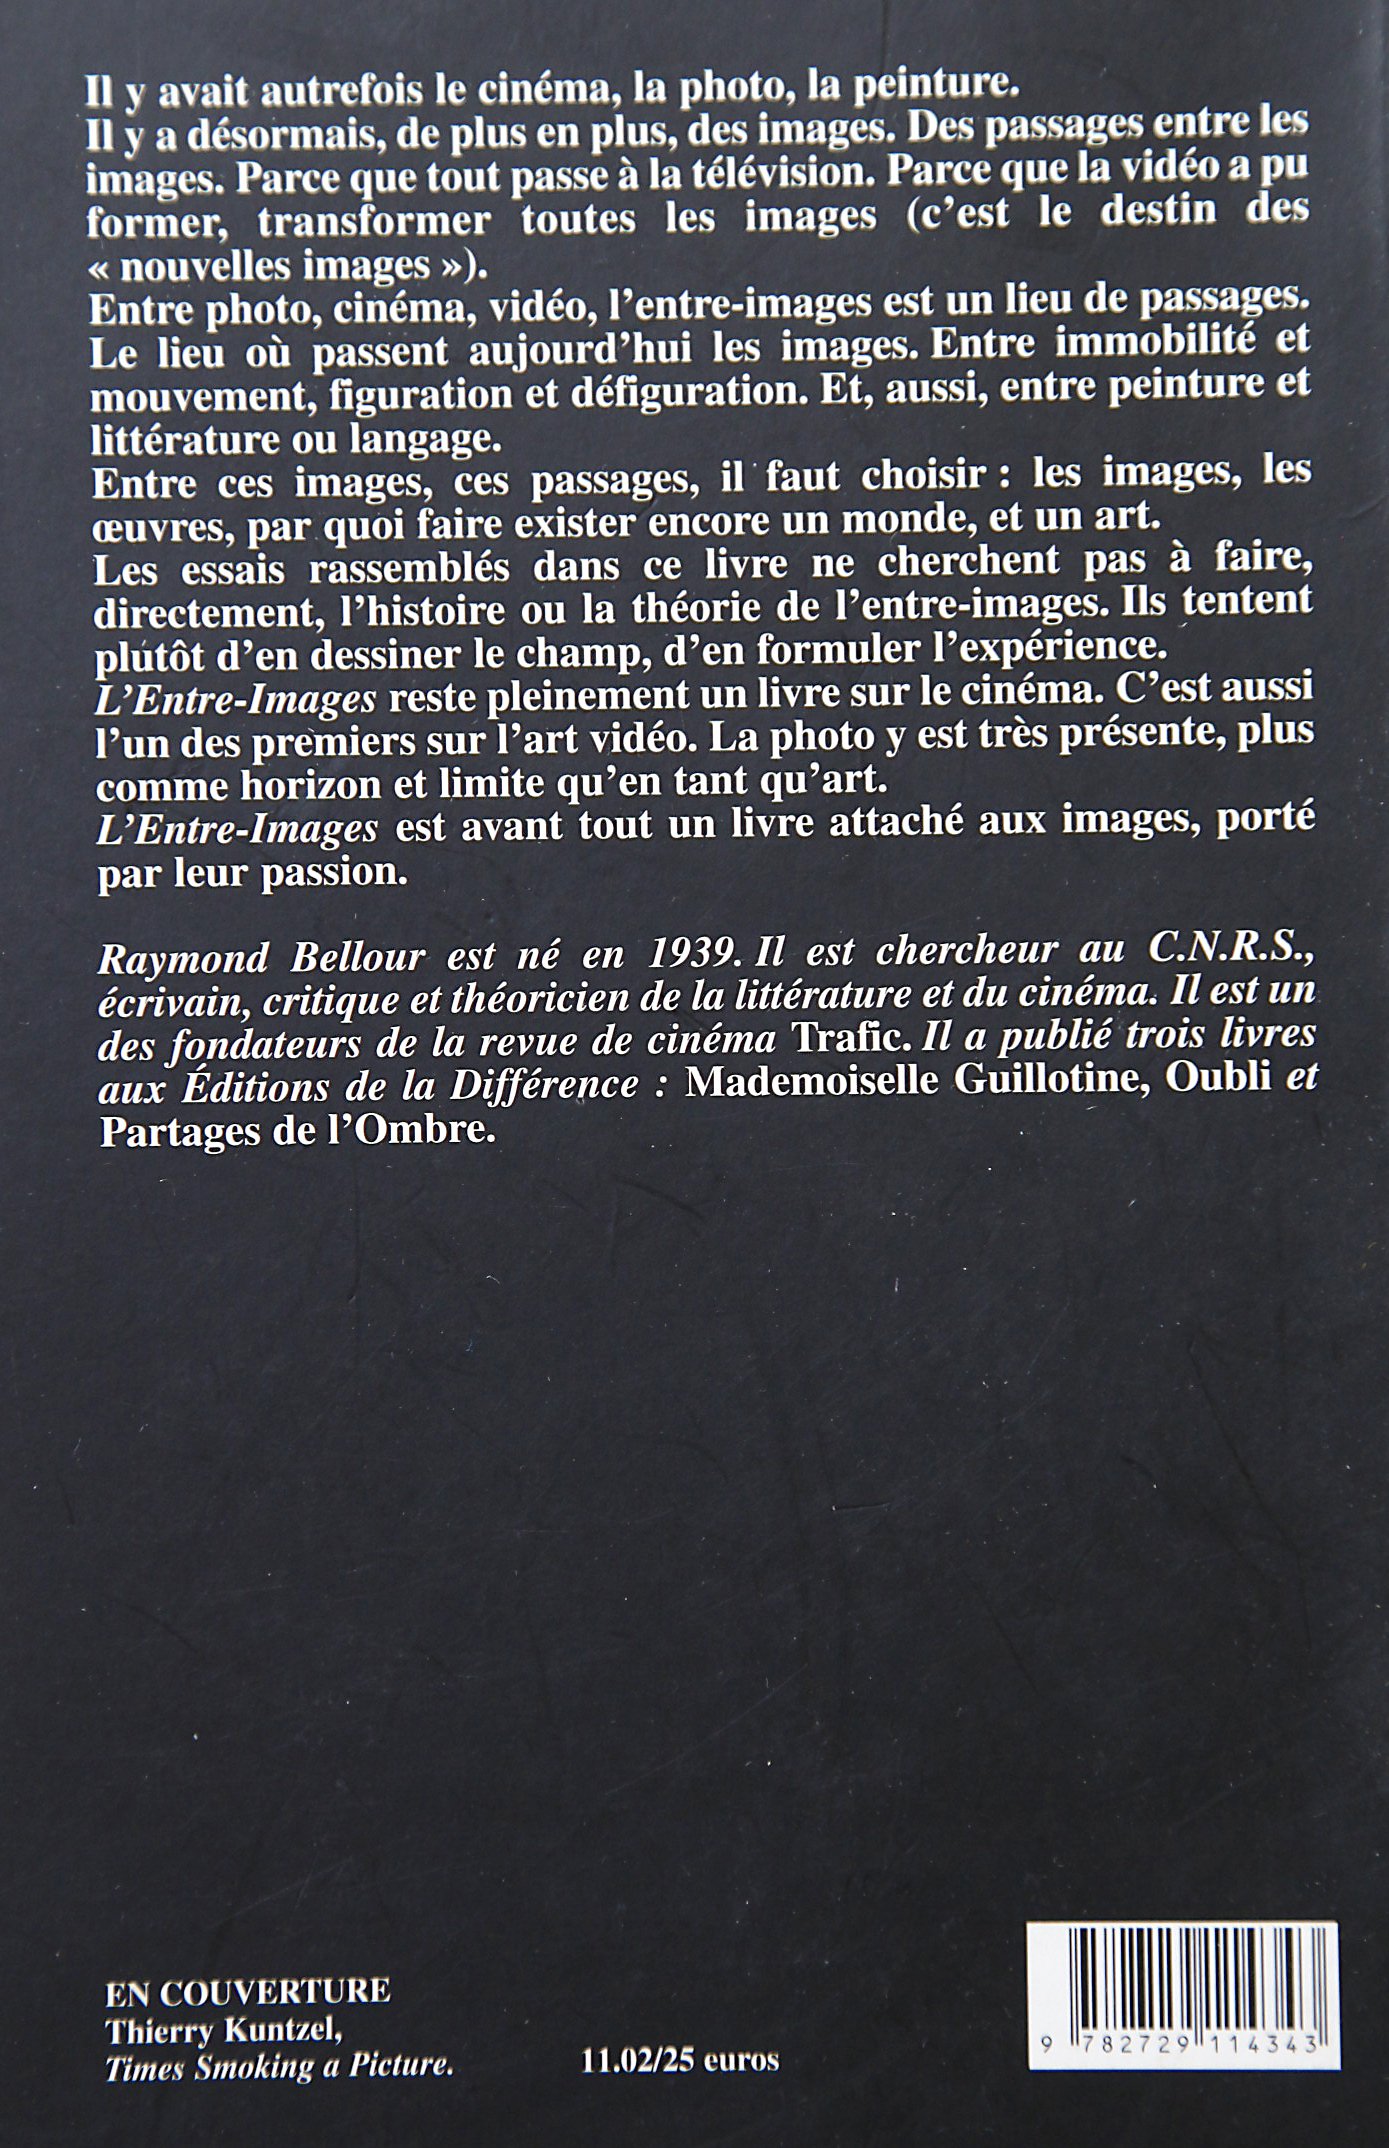 Il y avait autrefois le cinéma, la photo, la peinture.
Il y a désormais, de plus en plus, des images. Des passages entre les
images. Parce que tout passe à la télévision. Parce que la vidéo a pu
former, transformer toutes les images (c’est le destin des
« nouvelles images »).
Entre photo, cinéma, vidéo, l’entre-images est un lieu de passages.
Le lieu où passent aujourd’hui les images. Entre immobilité et
mouvement, figuration et défiguration. Et, aussi, entre peinture et
littérature ou langage.
Entre ces images, ces passages, il faut choisir : les images, les
œuvres, par quoi faire exister encore un monde, et un art.
Les essais rassemblés dans ce livre ne cherchent pas à faire,
directement, l’histoire ou la théorie de l’entre-images. Ils tentent
plutôt d’en dessiner le champ, d’en formuler l’expérience.
L’Entre-Images reste pleinement un livre sur le cinéma. C’est aussi
l’un des premiers sur l’art vidéo. La photo y est très présente, plus
comme horizon et limite qu’en tant qu’art.
L’Entre-Images est avant tout un livre attaché aux images, porté
par leur passion.
Raymond Bellour est né en 1939. Il est chercheur au C.N.R.S.,
écrivain, critique et théoricien de la littérature et du cinéma. Il est un
des fondateurs de la revue de cinéma Trafic. Il a publié trois livres
aux Éditions de la Différence : Mademoiselle Guillotine, Oubli et
Partages de l’Ombre.
EN COUVERTURE
Thierry Kuntzel,
Times Smoking a Picture.
11.02/25 euros
9 782729 114343